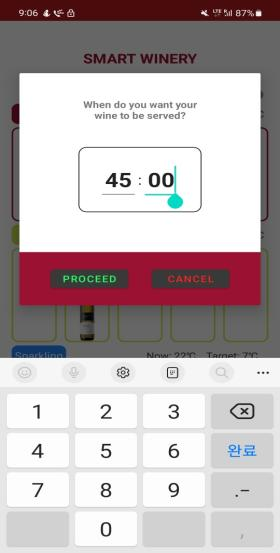 9:06
LTE 87%
SMART WINERY
When do you want your
wine to be served?
45 : 00
PROCEED CANCEL
Sparkling Now: 22℃ Target: 7℃
1 2 3
4 5 6 완료
7 8 9 .-
0 ,